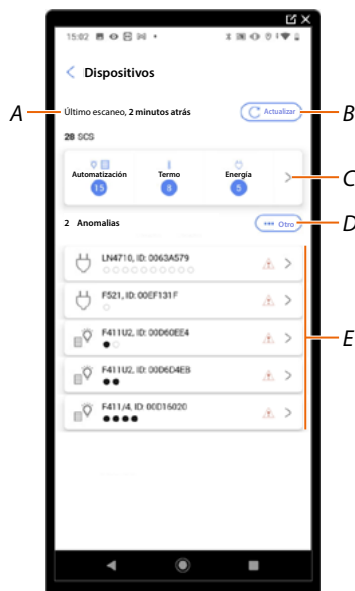 15:02
Dispositivos
A
Último escaneo, 2 minutos atrás
Actualizar
B
28 SCS
Automatización
Termo
Energía
15
8
5
C
2 Anomalias
Otro
D
LN4710, ID: 0063A579
F521, ID: 00EF131F
F411U2, ID: 00D60EE4
F411U2, ID: 00D6D4EB
F411/4, ID: 00D15020
E